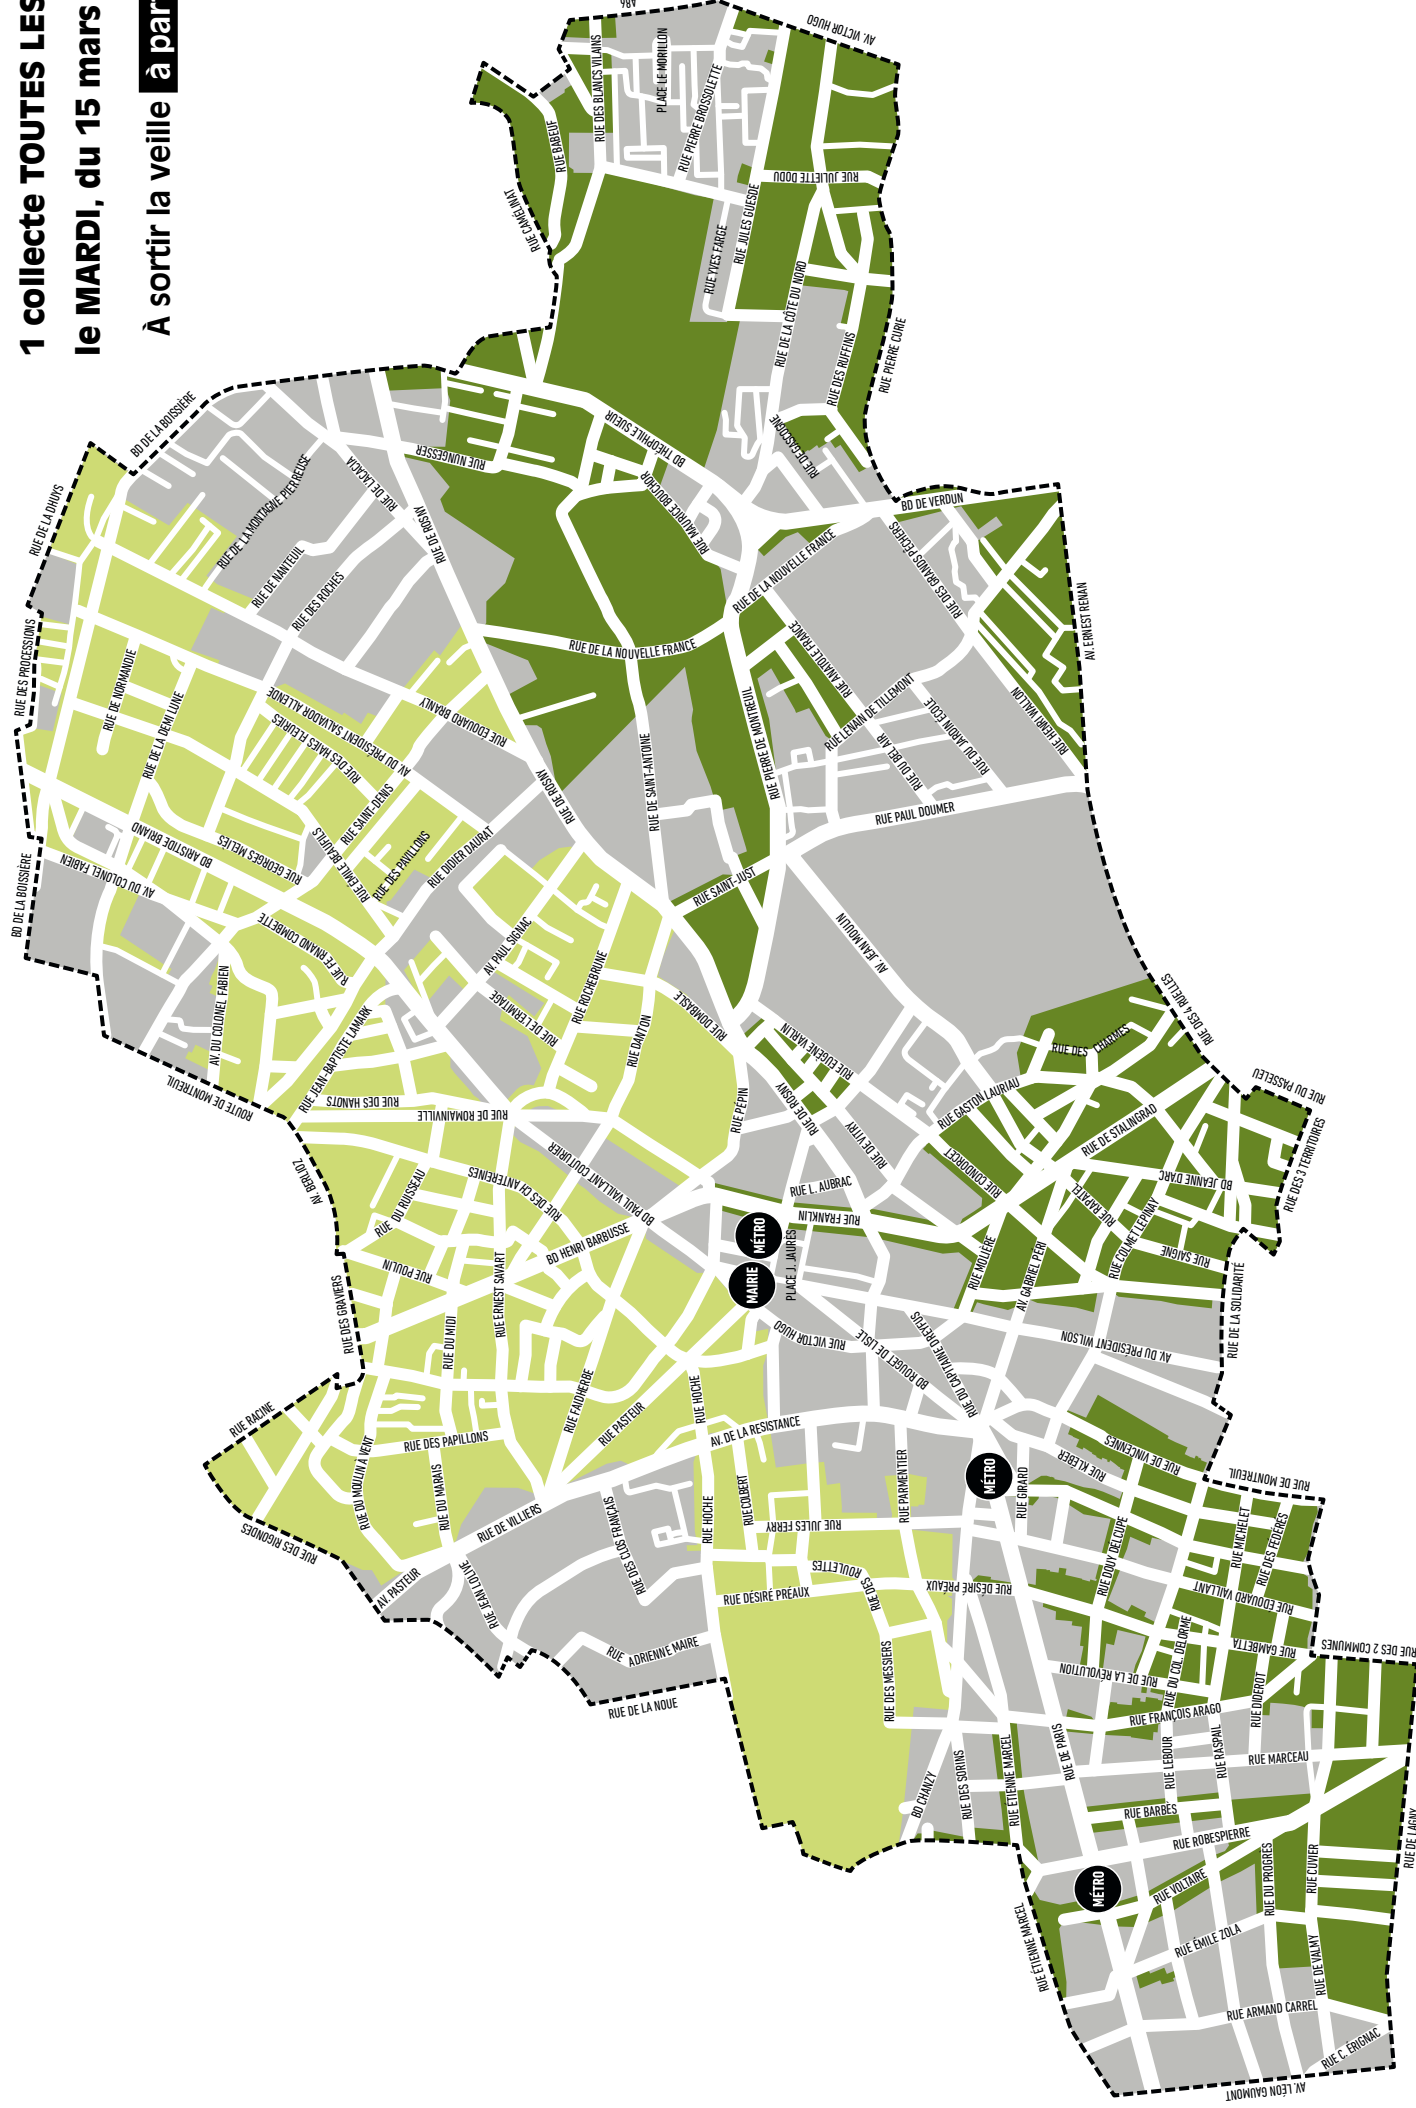 1 collecte TOUTES LES
le MARDI, du 15 mars
À sortir la veille à par
A86
AV. VICTOR HUGO
RUE DES BLANCS VILAINS
PLACE LE MORILLON
RUE PIERRE BROSSOLETTE
RUE BABEUF
RUE CAMÉLINAT
RUE JULIETTE DODU
RUE JULES GUESDE
RUE YVES FARGE
RUE DE LA CÔTE DU NORD
RUE DES RUFFINS
RUE PIERRE CURIE
RUE DE GASCOGNE
BD THÉOPHILE SUEUR
RUE MAURICE BOUCHOR
BD DE VERDUN
RUE NUNGESSER
BD DE LA BOISSIÈRE
RUE DE LA DHUYS
RUE DE LA MONTAGNE PIERREUSE
RUE DE L'ACACIA
RUE DE ROSNY
RUE DE NANTEUIL
RUE DES ROCHES
RUE DES PROCESSIONS
RUE DE NORMANDIE
RUE DE LA DEMI LUNE
AV. DU PRÉSIDENT SALVADOR ALLENDE
RUE DES HAIES FLEURIES
RUE EDOUARD BRANLY
RUE SAINT-DENIS
RUE DE LA NOUVELLE FRANCE
RUE DE LA NOUVELLE FRANCE
RUE DES GRANDS PÊCHERS
AV. ERNEST RENAN
RUE ANATOLE FRANCE
RUE LENAIN DE TILLEMONT
RUE HENRI WALLON
RUE DU JARDIN ECOLE
RUE DU BEL AIR
RUE PIERRE DE MONTREUIL
RUE DE SAINT-ANTOINE
RUE DE ROSNY
RUE PAUL DOUMER
BD ARISTIDE BRIAND
AV. DU COLONEL FABIEN
RUE GEORGES MELIÈS
RUE ÉMILE BEAUFILS
RUE DES PAVILLONS
RUE DIDIER DAURAT
BD DE LA BOISSIÈRE
RUE FERNAND COMBETTE
AV. DU COLONEL FABIEN
AV. PAUL SIGNAC
RUE SAINT-JUST
AV. JEAN MOULIN
RUE ROCHEBRUNE
RUE DE L'ERMITAGE
RUE DOMBASLE
RUE DANTON
RUE JEAN-BAPTISTE LAMARK
ROUTE DE MONTREUIL
RUE DES HANOTS
RUE DE ROMAINVILLE
RUE EUGÈNE VARLIN
RUE DES CHARMES
RUE DES 4 RUELLES
RUE DU PASSELEU
RUE DES 3 TERRITOIRES
RUE GASTON LAURIAU
RUE DE STALINGRAD
RUE PÉPIN
RUE DE ROSNY
RUE DE VITRY
RUE CONDORCET
BD JEANNE D'ARC
RUE RAPATEL
RUE COLMET LEPINAY
RUE SAIGNE
AV. BERLIOZ
RUE DU RUISSEAU
RUE DES CHANTEREINES
BD PAUL VAILLANT COUTURIER
RUE L. AUBRAC
RUE FRANKLIN
MÉTRO
MAIRIE
PLACE J. JAURÈS
BD HENRI BARBUSSE
RUE POULIN
RUE ERNEST SAVART
RUE DES GRAVIERS
RUE DU MIDI
RUE MOLIÈRE
AV. GABRIEL PÉRI
RUE DE LA SOLIDARITÉ
AV. DU PRÉSIDENT WILSON
RUE VICTOR HUGO
BD ROUGET DE LISLE
RUE DU CAPITAINE DREYFUS
RUE FAIDHERBE
RUE PASTEUR
RUE HOCHE
AV. DE LA RESISTANCE
RUE RACINE
RUE DES PAPILLONS
RUE DU MOULIN À VENT
RUE DU MARAIS
RUE DES RIGONDES
RUE DE VILLIERS
AV. PASTEUR
RUE JEAN LOLIVE
RUE DES CLOS FRANÇAIS
RUE HOCHE
RUE COLBERT
RUE JULES FERRY
RUE PARMENTIER
MÉTRO
RUE GIRARD
RUE KLEBER
RUE DE VINCENNES
RUE DE MONTREUIL
RUE MICHELET
RUE DES FÉDÉRÉS
RUE DOUY DELCUPE
RUE EDOUARD VAILLANT
RUE DES ROULETTES
RUE DÉSIRÉ PRÉAUX
RUE DÉSIRÉ PRÉAUX
RUE ADRIENNE MAIRE
RUE DE LA NOUE
RUE DES MESSIERS
RUE DE LA RÉVOLUTION
RUE DU COL. DELORME
RUE GAMBETTA
RUE DES 2 COMMUNES
RUE DIDEROT
RUE FRANÇOIS ARAGO
RUE DE PARIS
RUE LEBOUR
RUE RASPAIL
RUE MARCEAU
BD CHANZY
RUE DES SORINS
RUE ÉTIENNE MARCEL
RUE BARBÈS
RUE ROBESPIERRE
RUE DE LAGNY
MÉTRO
RUE VOLTAIRE
RUE DU PROGRÈS
RUE CUVIER
RUE ÉTIENNE MARCEL
RUE ÉMILE ZOLA
RUE DE VALMY
RUE ARMAND CARREL
RUE C. ÉRIGNAC
AV. LÉON GAUMONT